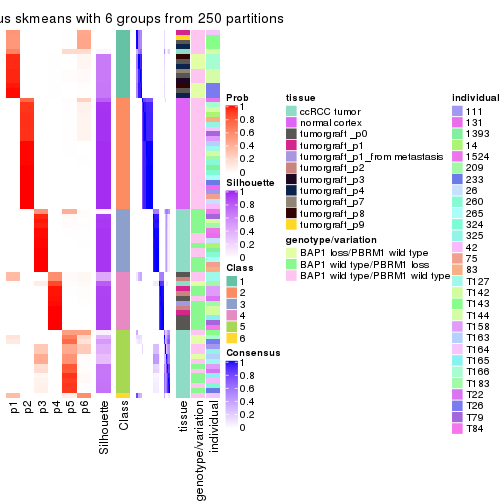 us skmeans with 6 groups from 250 partitions
Prob
1
0.8
0.6
0.4
0.2
0
Silhouette
1
0.8
0.6
0.4
0.2
0
Class
1
2
3
4
5
6
Consensus
1
0.8
0.6
0.4
0.2
0
tissue
ccRCC tumor
normal cortex
tumorgraft_p0
tumorgraft_p1
tumorgraft_p1_from metastasis
tumorgraft_p2
tumorgraft_p3
tumorgraft_p4
tumorgraft_p7
tumorgraft_p8
tumorgraft_p9
genotype/variation
BAP1 loss/PBRM1 wild type
BAP1 wild type/PBRM1 loss
BAP1 wild type/PBRM1 wild type
individual
111
131
1393
14
1524
209
233
26
260
265
324
325
42
75
83
T127
T142
T143
T144
T158
T163
T164
T165
T166
T183
T22
T26
T79
T84
p1
p2
p3
p4
p5
p6
Silhouette
Class
tissue
genotype/variation
individual